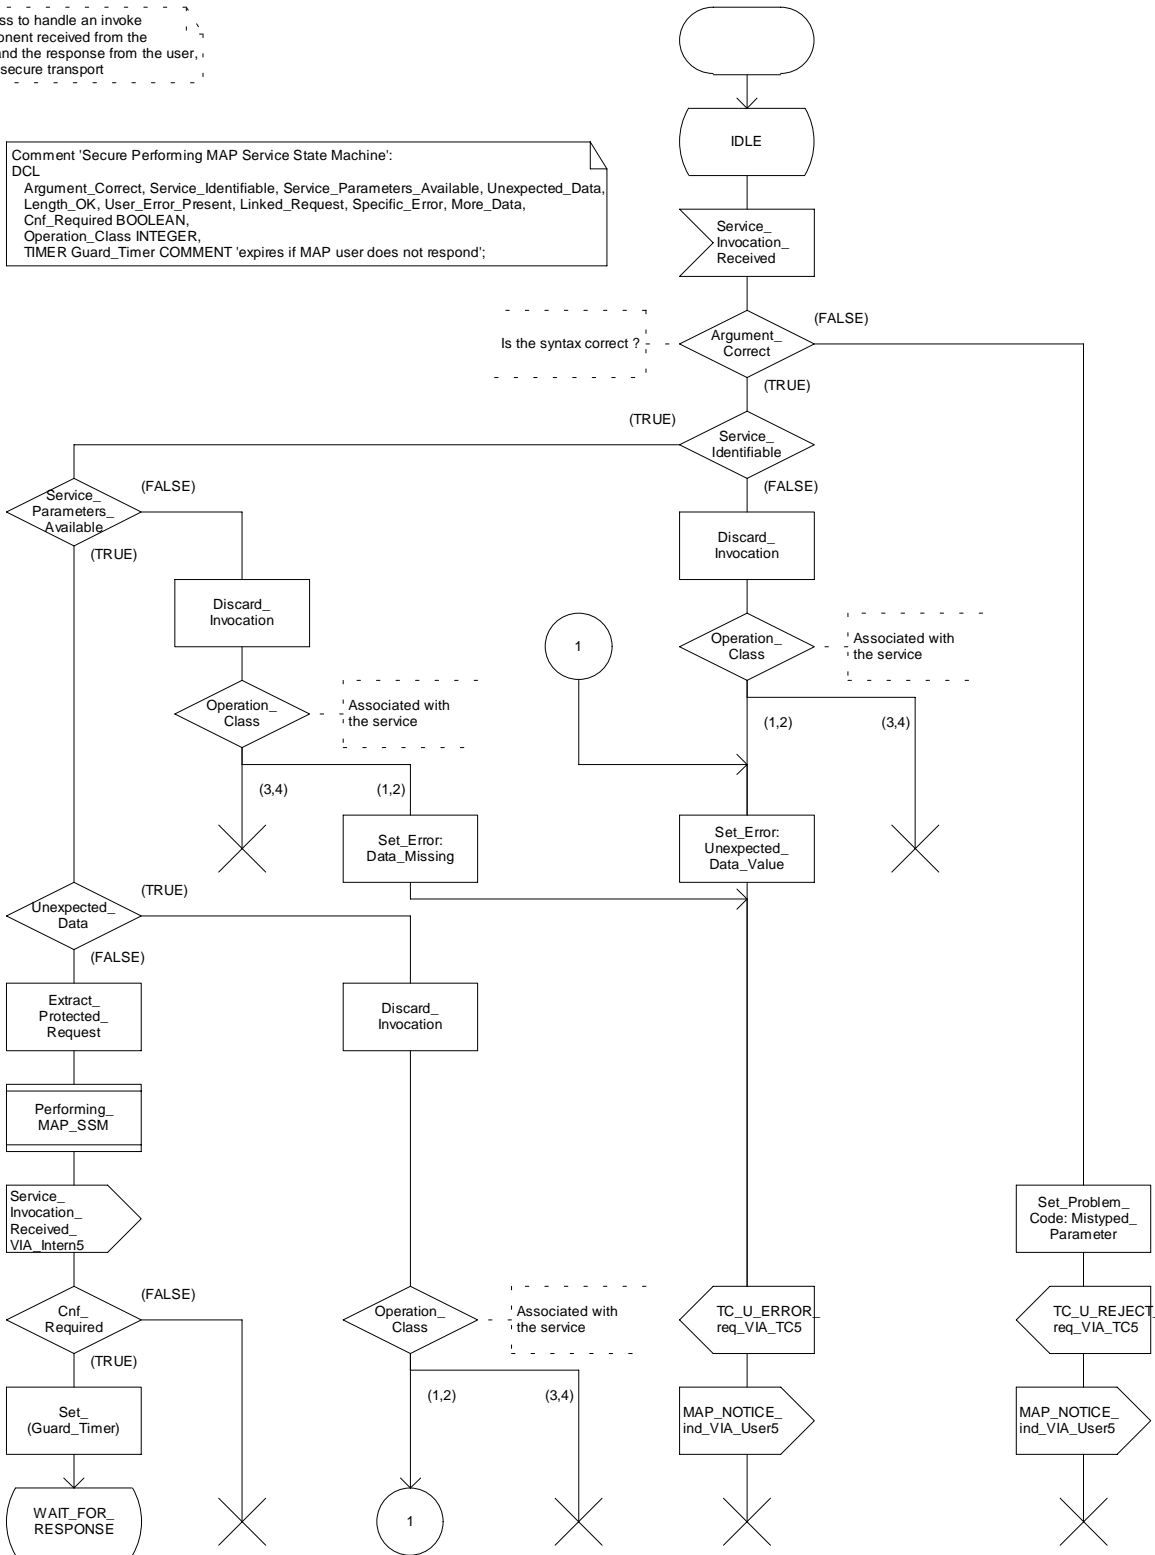 ss to handle an invoke
onent received from the
and the response from the user,
secure transport
IDLE
Comment 'Secure Performing MAP Service State Machine':
DCL
Argument_Correct, Service_Identifiable, Service_Parameters_Available, Unexpected_Data,
Length_OK, User_Error_Present, Linked_Request, Specific_Error, More_Data,
Cnf_Required BOOLEAN,
Operation_Class INTEGER,
TIMER Guard_Timer COMMENT 'expires if MAP user does not respond';
Service_
Invocation_
Received
(FALSE)
Is the syntax correct ?
Argument_
Correct
(TRUE)
(TRUE)
Service_
Identifiable
(FALSE)
(FALSE)
Service_
Parameters_
Available
(TRUE)
Discard_
Invocation
Discard_
Invocation
1
Operation_
Class
Associated with
the service
Operation_
Class
Associated with
the service
(1,2)
(3,4)
(3,4)
(1,2)
Set_Error:
Data_Missing
Set_Error:
Unexpected_
Data_Value
(TRUE)
Unexpected_
Data
(FALSE)
Extract_
Protected_
Request
Discard_
Invocation
Performing_
MAP_SSM
Service_
Invocation_
Received_
VIA_Intern5
Set_Problem_
Code: Mistyped_
Parameter
(FALSE)
Cnf_
Required
(TRUE)
Operation_
Class
Associated with
the service
TC_U_ERROR_
req_VIA_TC5
TC_U_REJECT_
req_VIA_TC5
(1,2)
(3,4)
Set_
(Guard_Timer)
MAP_NOTICE_
ind_VIA_User5
MAP_NOTICE_
ind_VIA_User5
WAIT_FOR_
RESPONSE
1